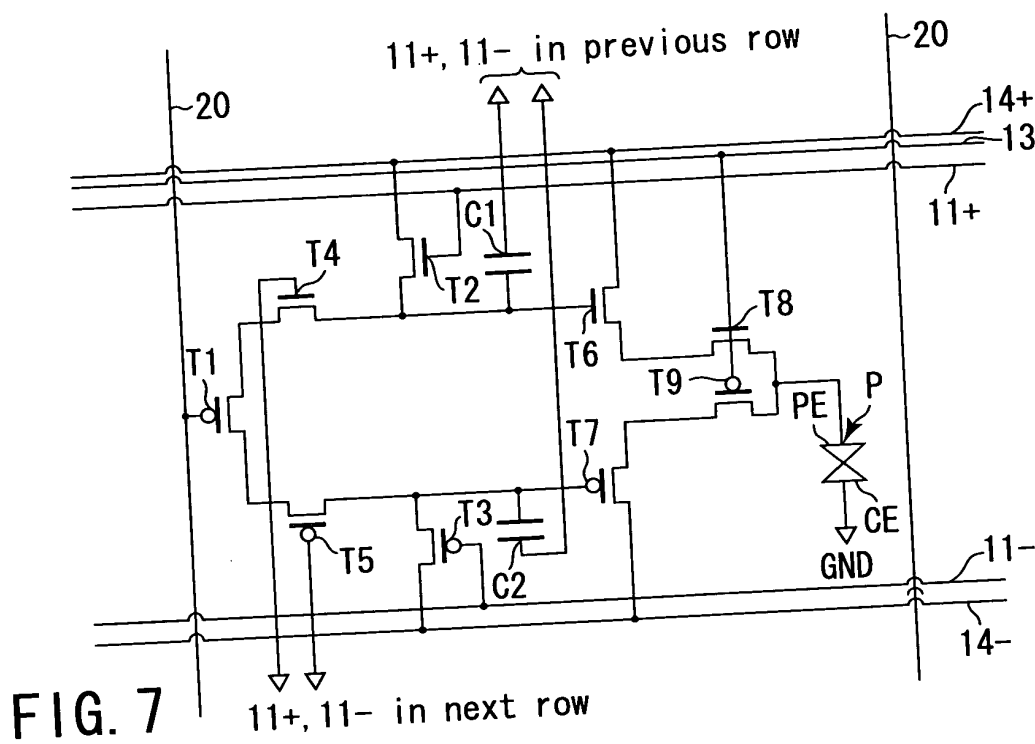 11+, 11- in previous row
20
20
14+
13
11+
C1
T4
T2
T8
T6
T1
T9
PE
P
T7
T3
T5
C2
CE
GND
11-
14-
11+, 11- in next row
FIG. 7